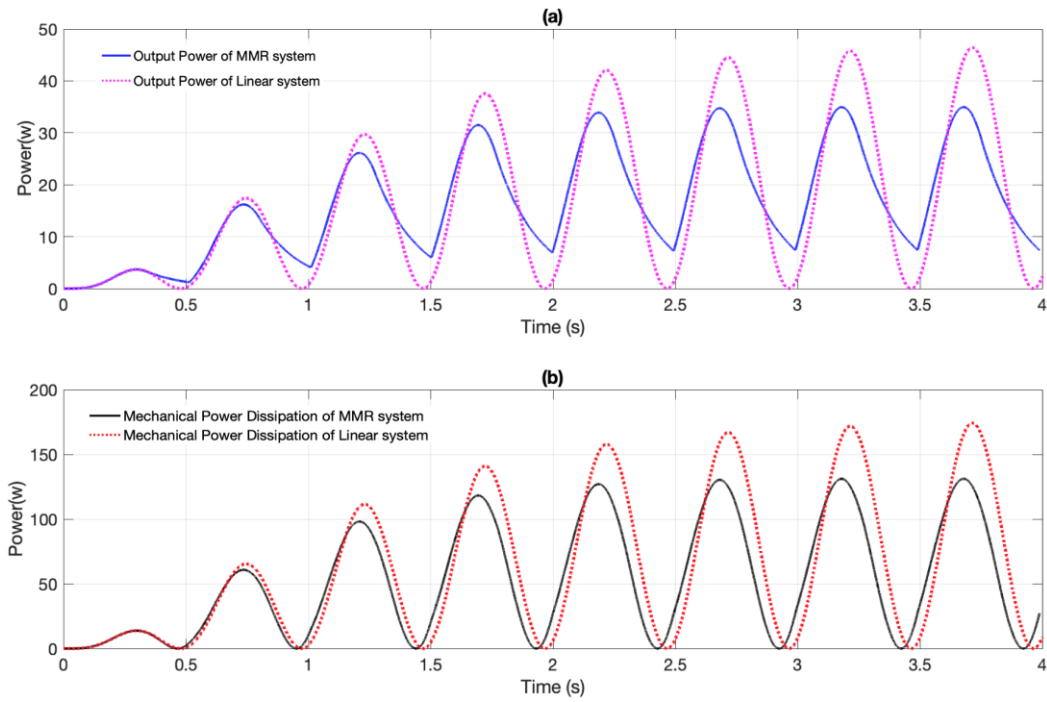 (a)
50
40
30
20
10
0
Power(w)
Output Power of MMR system
Output Power of Linear system
0 0.5 1 1.5 2 2.5 3 3.5 4
Time (s)
(b)
200
150
100
50
0
Power(w)
Mechanical Power Dissipation of MMR system
Mechanical Power Dissipation of Linear system
0 0.5 1 1.5 2 2.5 3 3.5 4
Time (s)